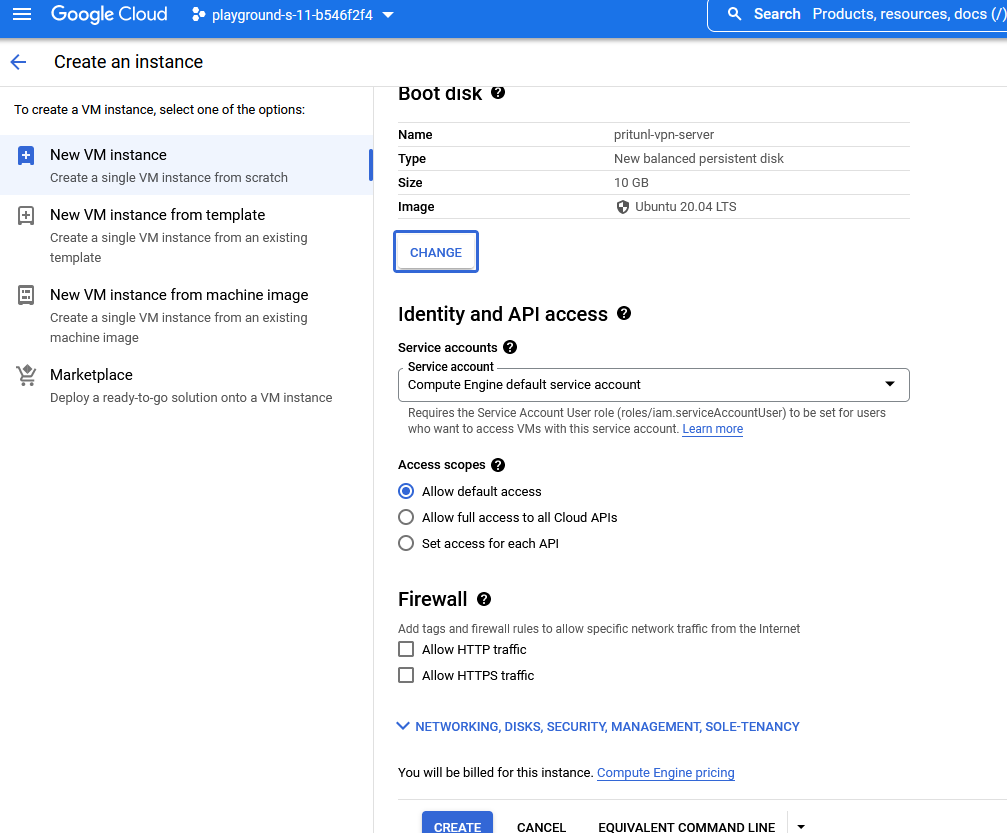 Google Cloud
playground-s-11-b546f2f4
Search Products, resources, docs (/)
Create an instance
To create a VM instance, select one of the options:
New VM instance
Create a single VM instance from scratch
New VM instance from template
Create a single VM instance from an existing
template
New VM instance from machine image
Create a single VM instance from an existing
machine image
Marketplace
Deploy a ready-to-go solution onto a VM instance
Boot disk
Name pritunl-vpn-server
Type New balanced persistent disk
Size 10 GB
Image Ubuntu 20.04 LTS
CHANGE
Identity and API access
Service accounts
Service account
Compute Engine default service account
Requires the Service Account User role (roles/iam.serviceAccountUser) to be set for users
who want to access VMs with this service account. Learn more
Access scopes
Allow default access
Allow full access to all Cloud APIs
Set access for each API
Firewall
Add tags and firewall rules to allow specific network traffic from the Internet
Allow HTTP traffic
Allow HTTPS traffic
NETWORKING, DISKS, SECURITY, MANAGEMENT, SOLE-TENANCY
You will be billed for this instance. Compute Engine pricing
CREATE CANCEL EQUIVALENT COMMAND LINE